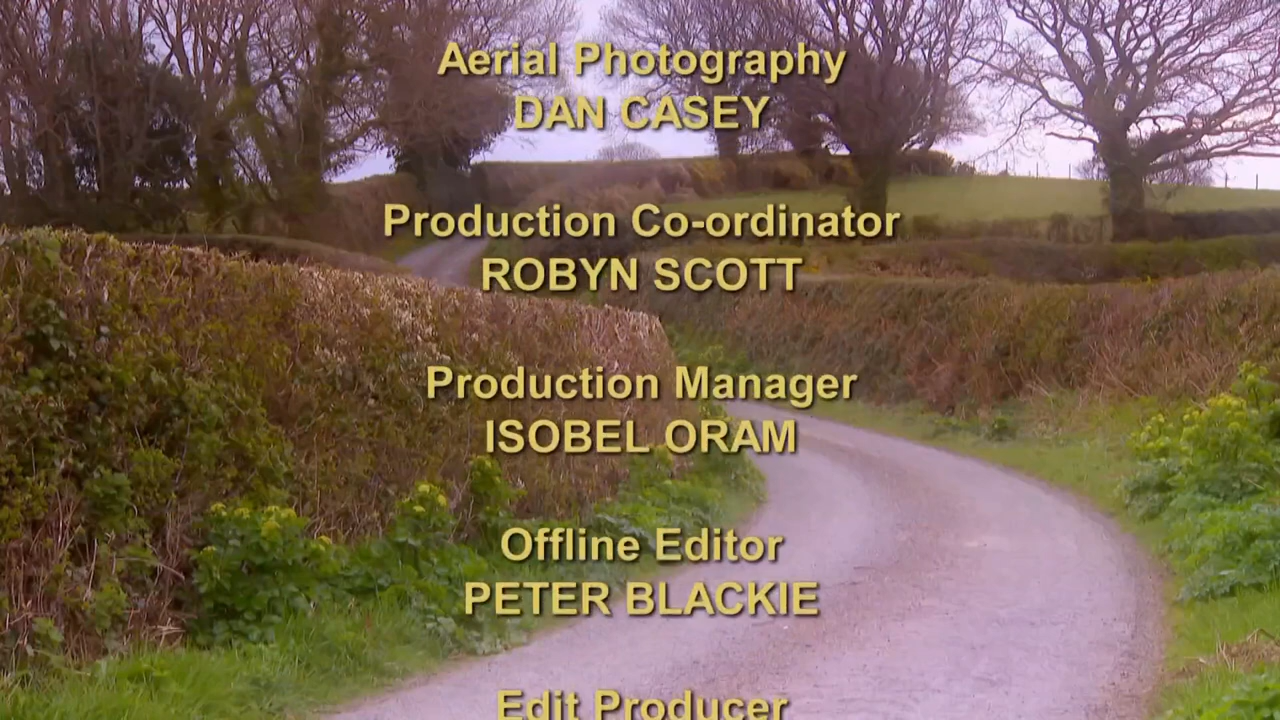 Aerial Photography
DAN CASEY
Production Co-ordinator
ROBYN SCOTT
Production Manager
ISOBEL ORAM
Offline Editor
PETER BLACKIE
Edit Producer